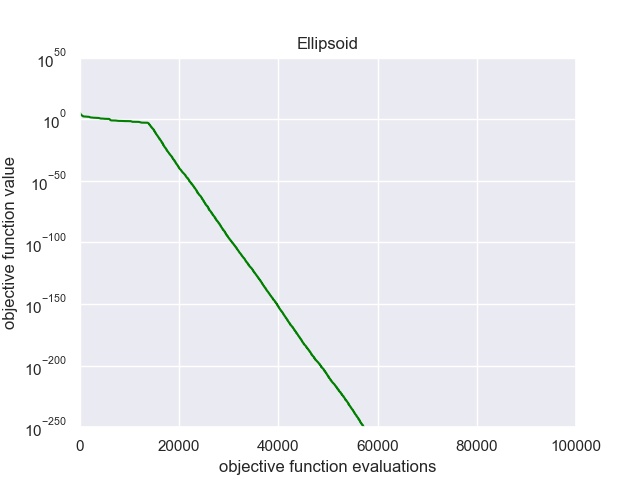 Ellipsoid
10^50
10^0
10^−50
10^−100
10^−150
10^−200
10^−250
objective function value
0 20000 40000 60000 80000 100000
objective function evaluations